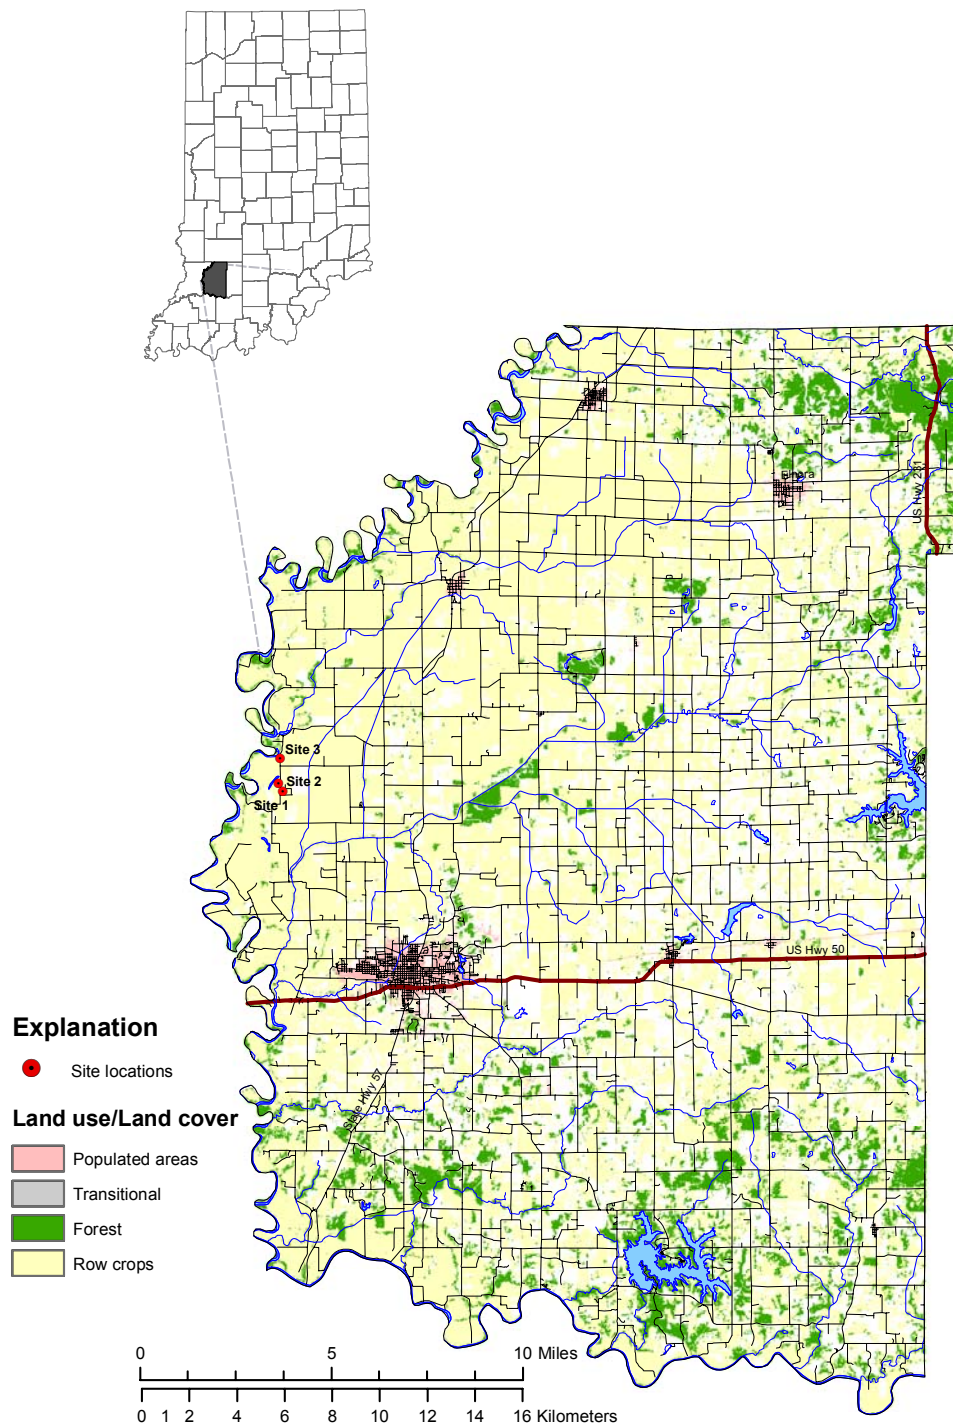 Elnora
US Hwy 231
Site 3
Site 2
Site 1
US Hwy 50
State Hwy 57
Explanation
Site locations
Land use/Land cover
Populated areas
Transitional
Forest
Row crops
0 5 10 Miles
0 1 2 4 6 8 10 12 14 16 Kilometers